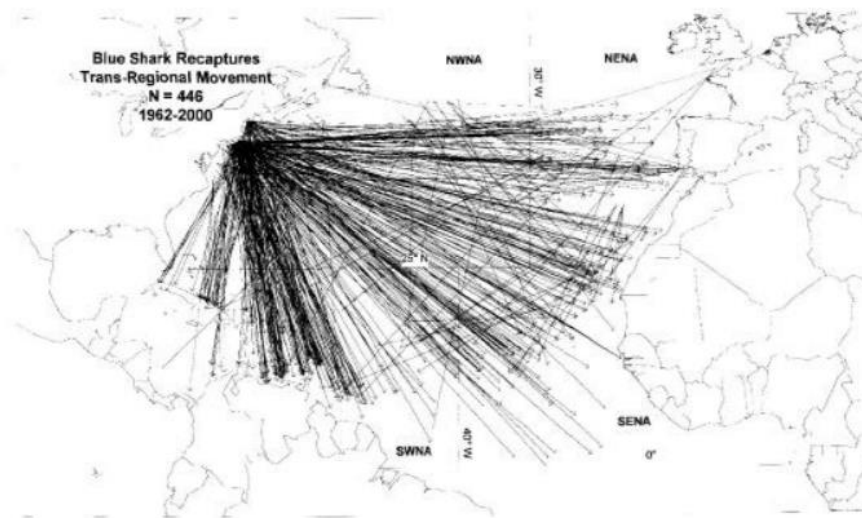 Blue Shark Recaptures
Trans-Regional Movement
N = 446
1962-2000
NWNA
NENA
30° W
25° N
40° W
SWNA
SENA
0°